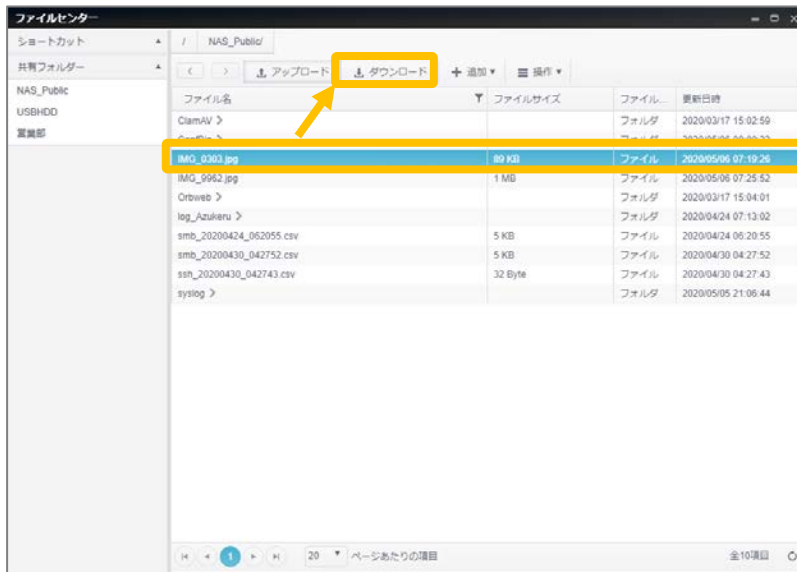 ファイルセンター
ショートカット
/ NAS_Public/
共有フォルダー
アップロード ダウンロード 追加 操作
NAS_Public
USBHDD
営業部
ファイル名 ファイルサイズ ファイル... 更新日時
ClamAV > フォルダ 2020/03/17 15:02:59
IMG_0303.jpg 89 KB ファイル 2020/05/06 07:19:26
IMG_9962.jpg 1 MB ファイル 2020/05/06 07:25:52
Orbweb > フォルダ 2020/03/17 15:04:01
log_Azukeru > フォルダ 2020/04/24 07:13:02
smb_20200424_062055.csv 5 KB ファイル 2020/04/24 06:20:55
smb_20200430_042752.csv 5 KB ファイル 2020/04/30 04:27:52
ssh_20200430_042743.csv 32 Byte ファイル 2020/04/30 04:27:43
syslog > フォルダ 2020/05/05 21:06:44
1 20 ページあたりの項目 全10項目